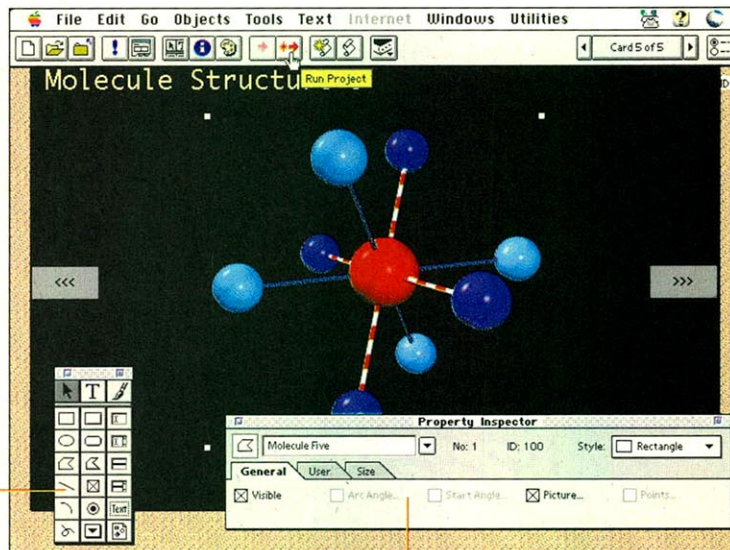 File Edit Go Objects Tools Text Internet Windows Utilities
Card 5 of 5
Run Project
Molecule Structu
<<<
>>>
T
Text
Property Inspector
Molecule Five
No: 1
ID: 100
Style:
Rectangle
General
User
Size
Visible
Arc Angle...
Start Angle...
Picture...
Points...